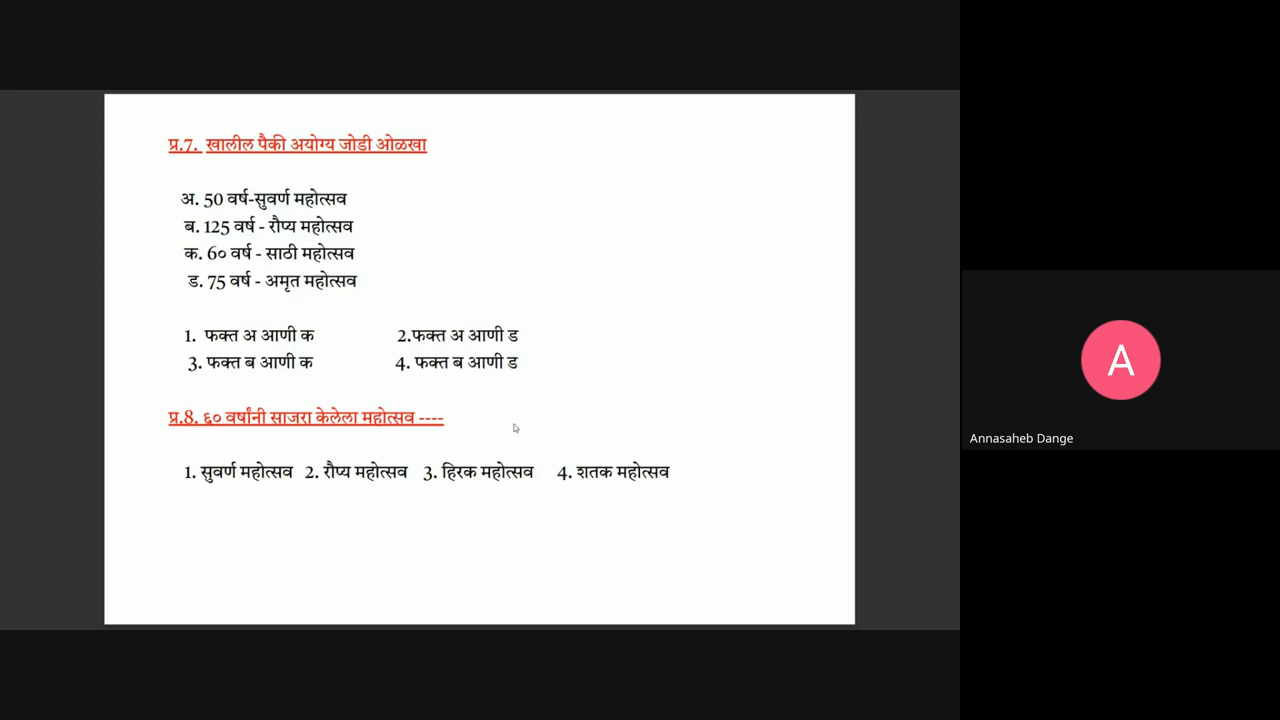 प्र.7. खालील पैकी अयोग्य जोडी ओळखा
अ. 50 वर्ष-सुवर्ण महोत्सव
ब. 125 वर्ष - रौप्य महोत्सव
क. 6० वर्ष - साठी महोत्सव
ड. 75 वर्ष - अमृत महोत्सव
1. फक्त अ आणी क 2.फक्त अ आणी ड
3. फक्त ब आणी क 4. फक्त ब आणी ड
प्र.8. ६० वर्षांनी साजरा केलेला महोत्सव ----
1. सुवर्ण महोत्सव 2. रौप्य महोत्सव 3. हिरक महोत्सव 4. शतक महोत्सव
A
Annasaheb Dange